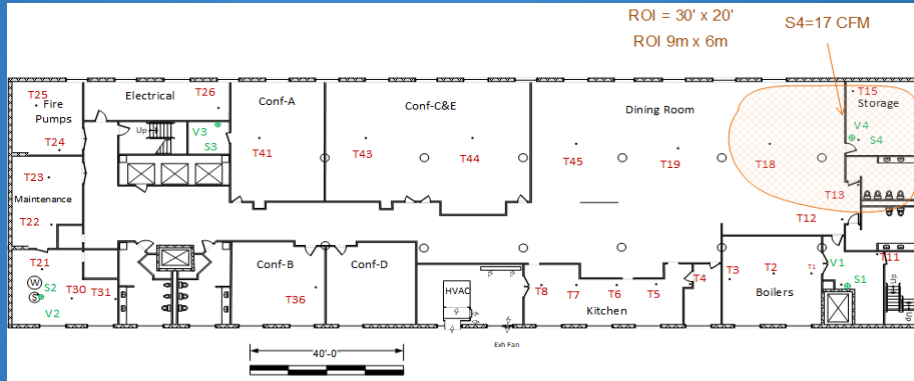 ROI = 30' x 20'
ROI 9m x 6m
S4=17 CFM
T25
Fire
Pumps
T24
Electrical
T26
Up
V3
S3
Conf-A
T41
Conf-C&E
T43
T44
Dining Room
T45
T19
T18
T15
Storage
V4
S4
T13
T12
T23
Maintenance
T22
T21
W
S
S2
V2
T30
T31
Conf-B
T36
Conf-D
HVAC
Exh Fan
T8
T7
T6
T5
Kitchen
T4
T3
T2
T1
Boilers
V1
S1
T11
Up
40'-0"